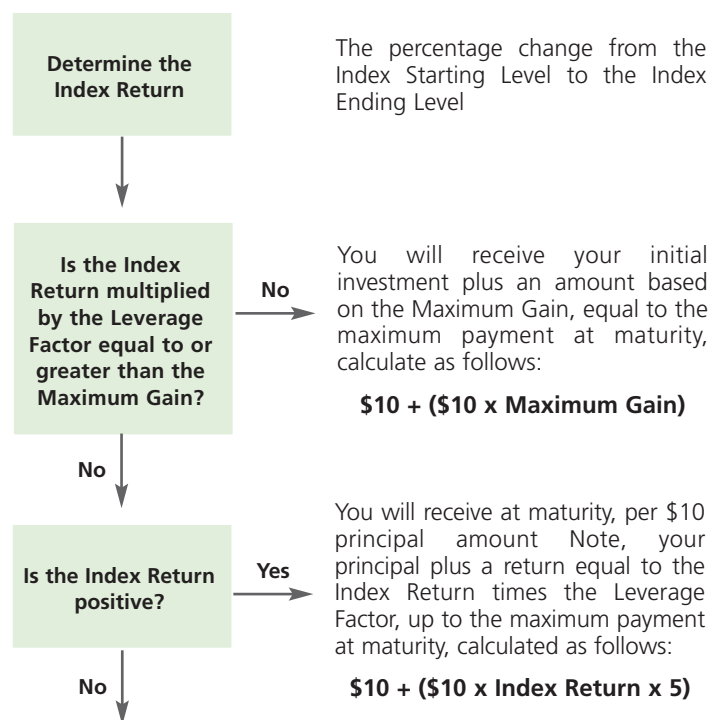 Determine the
Index Return
The percentage change from the
Index Starting Level to the Index
Ending Level
Is the Index
Return multiplied
by the Leverage
Factor equal to or
greater than the
Maximum Gain?
No
You will receive your initial
investment plus an amount based
on the Maximum Gain, equal to the
maximum payment at maturity,
calculate as follows:
$10 + ($10 x Maximum Gain)
No
Is the Index Return
positive?
Yes
You will receive at maturity, per $10
principal amount Note, your
principal plus a return equal to the
Index Return times the Leverage
Factor, up to the maximum payment
at maturity, calculated as follows:
$10 + ($10 x Index Return x 5)
No